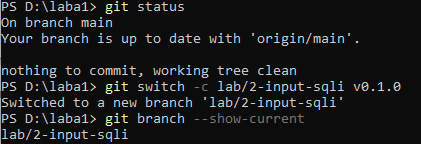 PS D:\laba1> git status
On branch main
Your branch is up to date with 'origin/main'.

nothing to commit, working tree clean
PS D:\laba1> git switch -c lab/2-input-sqli v0.1.0
Switched to a new branch 'lab/2-input-sqli'
PS D:\laba1> git branch --show-current
lab/2-input-sqli